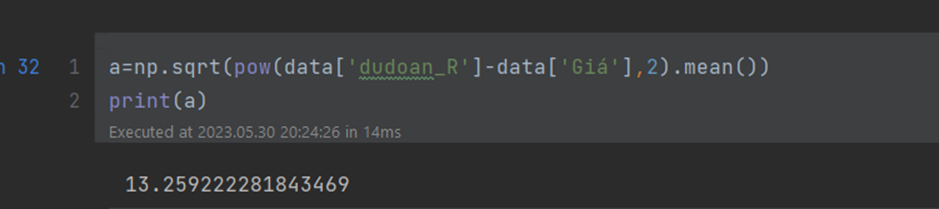 n 32 1 a=np.sqrt(pow(data['dudoan_R']-data['Giá'],2).mean())
2 print(a)
Executed at 2023.05.30 20:24:26 in 14ms
13.259222281843469